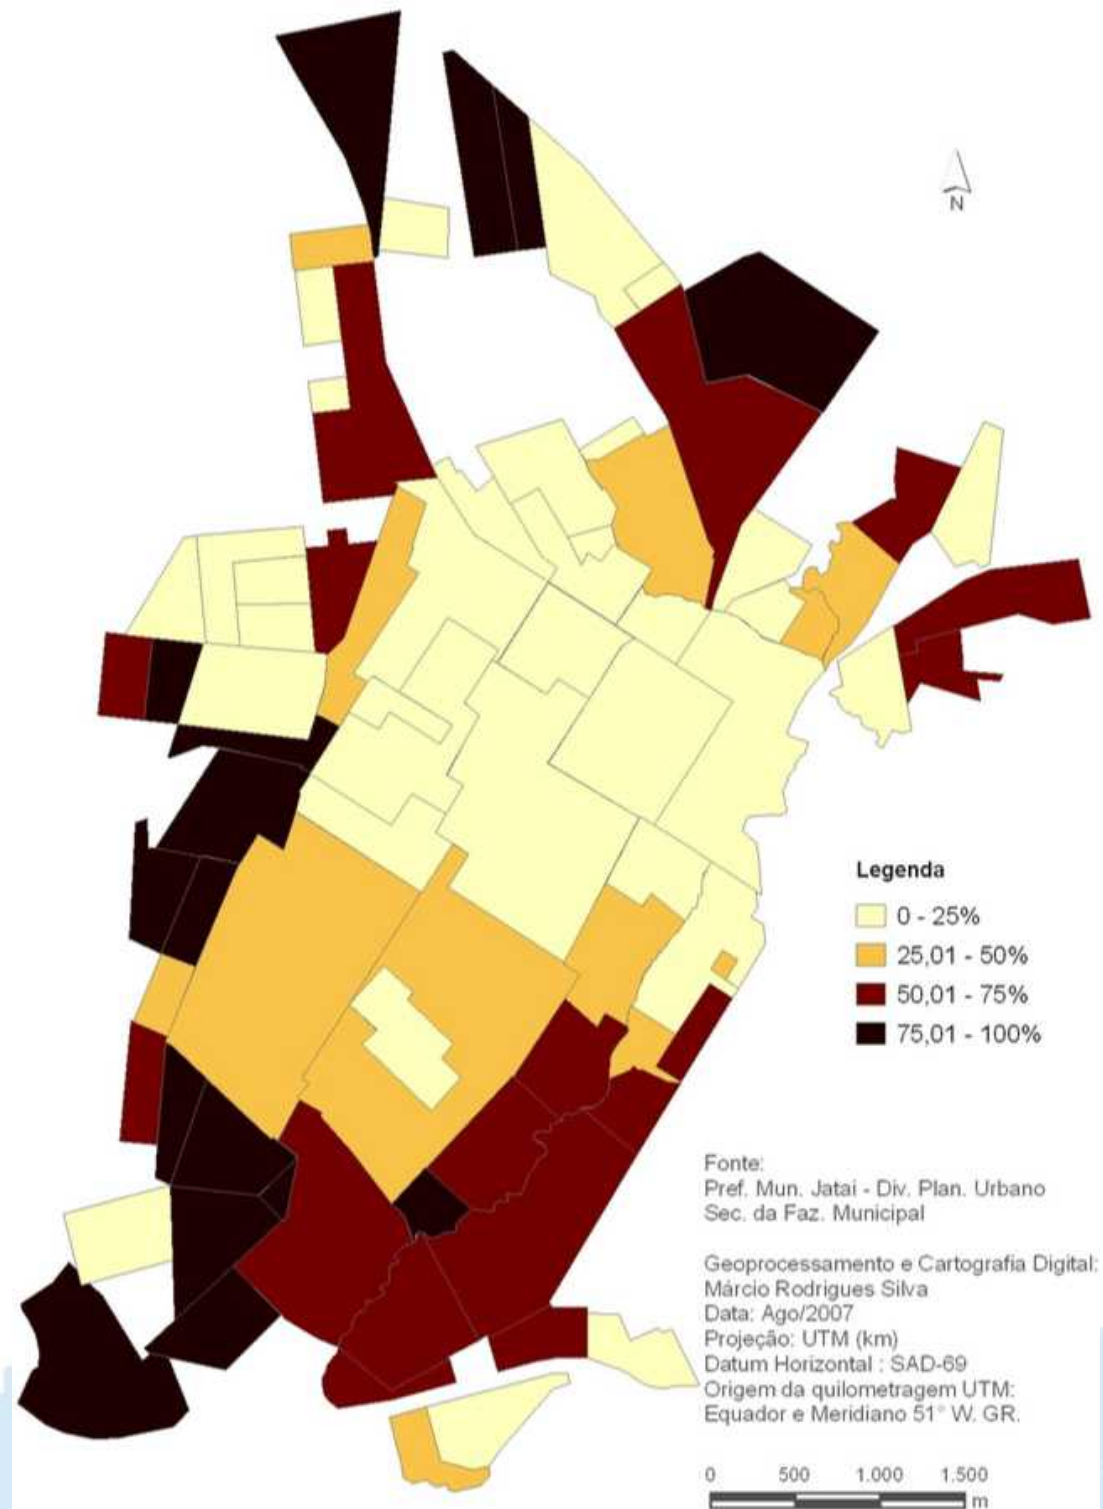 N
Legenda
0 - 25%
25,01 - 50%
50,01 - 75%
75,01 - 100%
Fonte:
Pref. Mun. Jatai - Div. Plan. Urbano
Sec. da Faz. Municipal
Geoprocessamento e Cartografia Digital:
Márcio Rodrigues Silva
Data: Ago/2007
Projeção: UTM (km)
Datum Horizontal : SAD-69
Origem da quilometragem UTM:
Equador e Meridiano 51° W. GR.
0 500 1.000 1.500
m